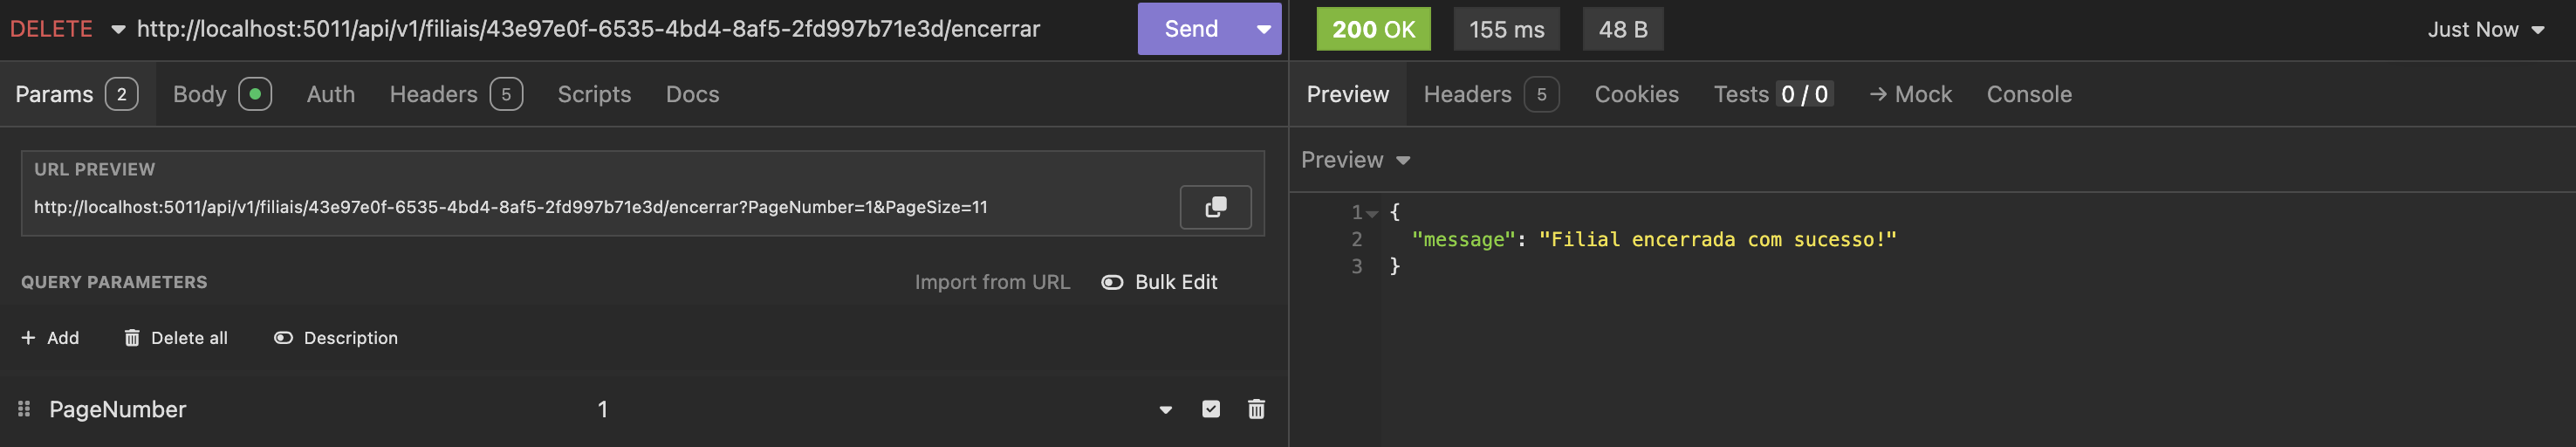 DELETE http://localhost:5011/api/v1/filiais/43e97e0f-6535-4bd4-8af5-2fd997b71e3d/encerrar Send
Params 2 Body Auth Headers 5 Scripts Docs
URL PREVIEW
http://localhost:5011/api/v1/filiais/43e97e0f-6535-4bd4-8af5-2fd997b71e3d/encerrar?PageNumber=1&PageSize=11
QUERY PARAMETERS Import from URL Bulk Edit
+ Add Delete all Description
PageNumber 1
200 OK 155 ms 48 B Just Now
Preview Headers 5 Cookies Tests 0 / 0 → Mock Console
Preview
1 {
2 "message": "Filial encerrada com sucesso!"
3 }